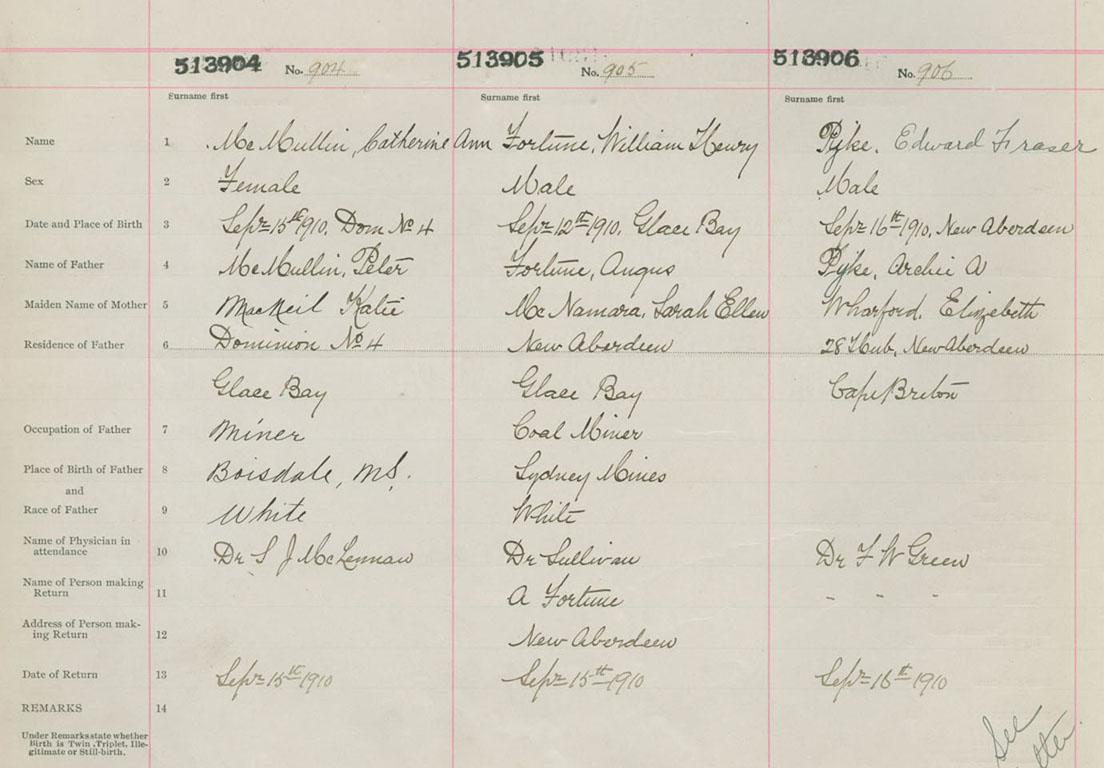 513904 No. 904 513905 No. 905 513906 No. 906
Surname first Surname first Surname first
Name 1 McMullin, Catherine Ann Fortune, William Henry Pyke, Edward Fraser
Sex 2 Female Male Male
Date and Place of Birth 3 Sept 15th 1910, Dom No 4 Sept 12th 1910, Glace Bay Sept 16th 1910, New Aberdeen
Name of Father 4 McMullin, Peter Fortune, Angus Pyke, Archie A
Maiden Name of Mother 5 MacNeil Katie McNamara, Sarah Ellen Wharford, Elizebeth
Residence of Father 6 Dominion No 4 New Aberdeen 28 Hub, New Aberdeen
Glace Bay Glace Bay Cape Breton
Occupation of Father 7 Miner Coal Miner
Place of Birth of Father 8 Boisdale, Sydney Mines
and
Race of Father 9 White White
Name of Physician in
attendance 10 Dr S J McLennan Dr Sullivan Dr F W Green
Name of Person making
Return 11 A Fortune " " "
Address of Person mak-
ing Return 12 New Aberdeen
Date of Return 13 Sept 15th 1910 Sept 15th 1910 Sept 16th 1910
REMARKS 14
Under Remarks state whether
Birth is Twin, Triplet, Ille-
gitimate or Still-birth.
See